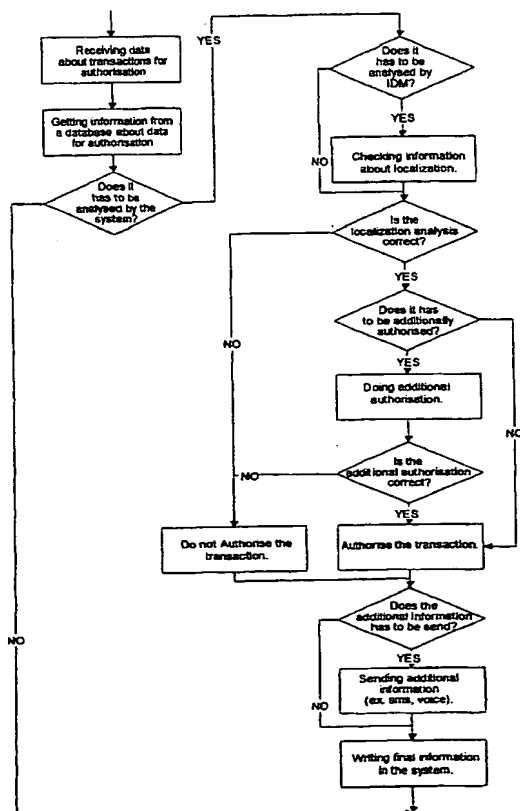 Receiving data
about transactions for
authorisation
Getting information from
a database about data
for authorisation
Does it
has to be
analysed by the
system?
YES
NO
Does it
has to be
analysed by
IDM?
YES
NO
Checking information
about localization.
Is the
localization analysis
correct?
YES
NO
Does it has
to be additionally
authorised?
YES
NO
Doing additional
authorisation.
Is the
additional authorisation
correct?
NO
YES
Do not Authorise the
transaction.
Authorise the transaction.
Does the
additional information
has to be send?
YES
NO
Sending additional
information
(ex. sms, voice).
Writing final information
in the system.